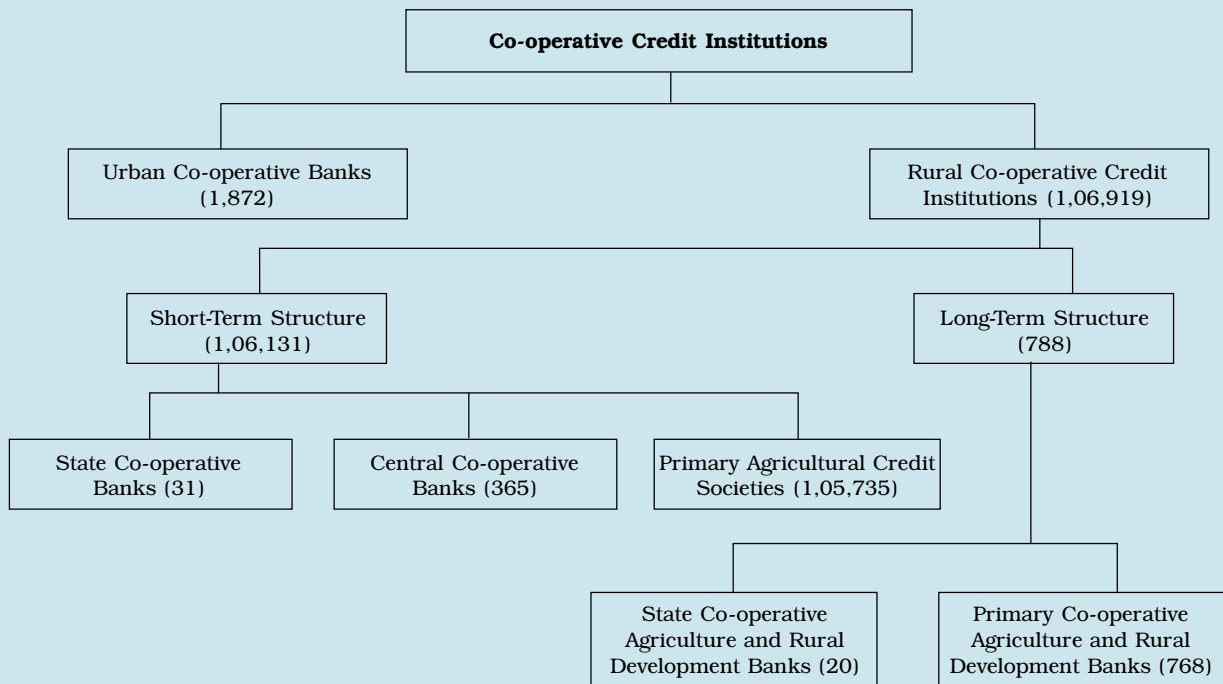 Co-operative Credit Institutions
Urban Co-operative Banks
(1,872)
Rural Co-operative Credit
Institutions (1,06,919)
Short-Term Structure
(1,06,131)
Long-Term Structure
(788)
State Co-operative
Banks (31)
Central Co-operative
Banks (365)
Primary Agricultural Credit
Societies (1,05,735)
State Co-operative
Agriculture and Rural
Development Banks (20)
Primary Co-operative
Agriculture and Rural
Development Banks (768)